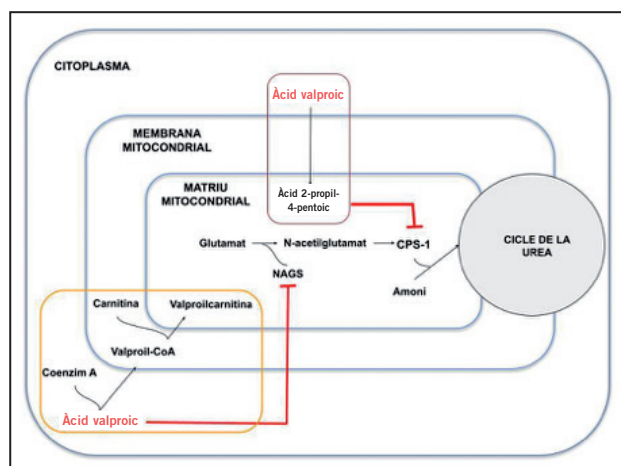 CITOPLASMA
Àcid valproic
MEMBRANA
MITOCONDRIAL
MATRIU
MITOCONDRIAL
Àcid 2-propil-
4-pentoic
Glutamat
N-acetilglutamat
CPS-1
CICLE DE LA
UREA
NAGS
Amoni
Carnitina
Valproilcarnitina
Valproil-CoA
Coenzim A
Àcid valproic